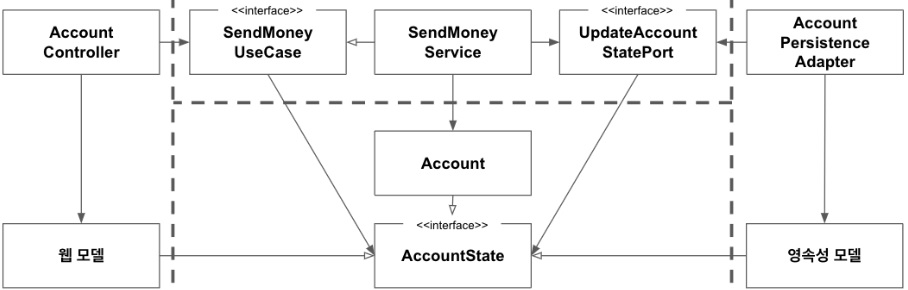 <<interface>>
<<interface>>
Account
Controller
SendMoney
UseCase
SendMoney
Service
UpdateAccount
StatePort
Account
Persistence
Adapter
Account
<<interface>>
웹 모델
AccountState
영속성 모델